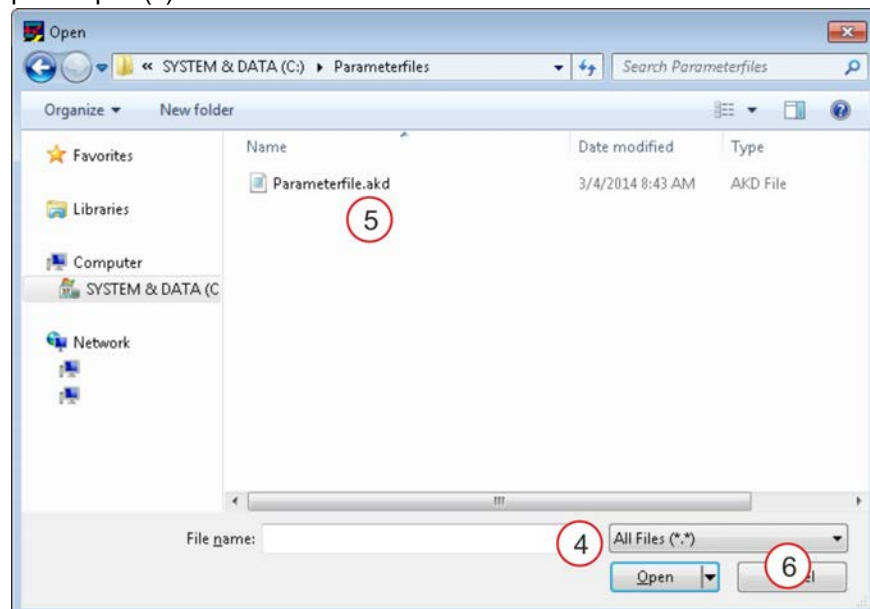 Open
« SYSTEM & DATA (C:) Parameterfiles Search Parameterfiles
Organize New folder
Name Date modified Type
Favorites
Parameterfile.akd 3/4/2014 8:43 AM AKD File
Libraries
5
Computer
SYSTEM & DATA (C
Network
File name: 4 All Files (*.*)
Open 6